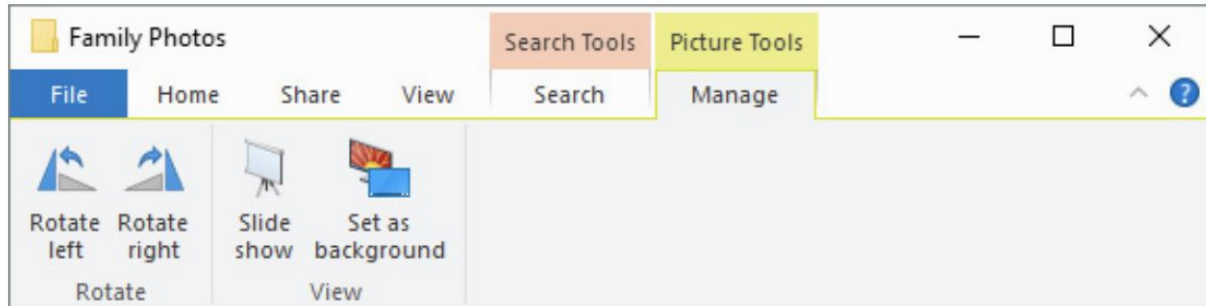 Family Photos
Search Tools Picture Tools
File Home Share View Search Manage
?
Rotate Rotate Slide Set as
left right show background
Rotate View